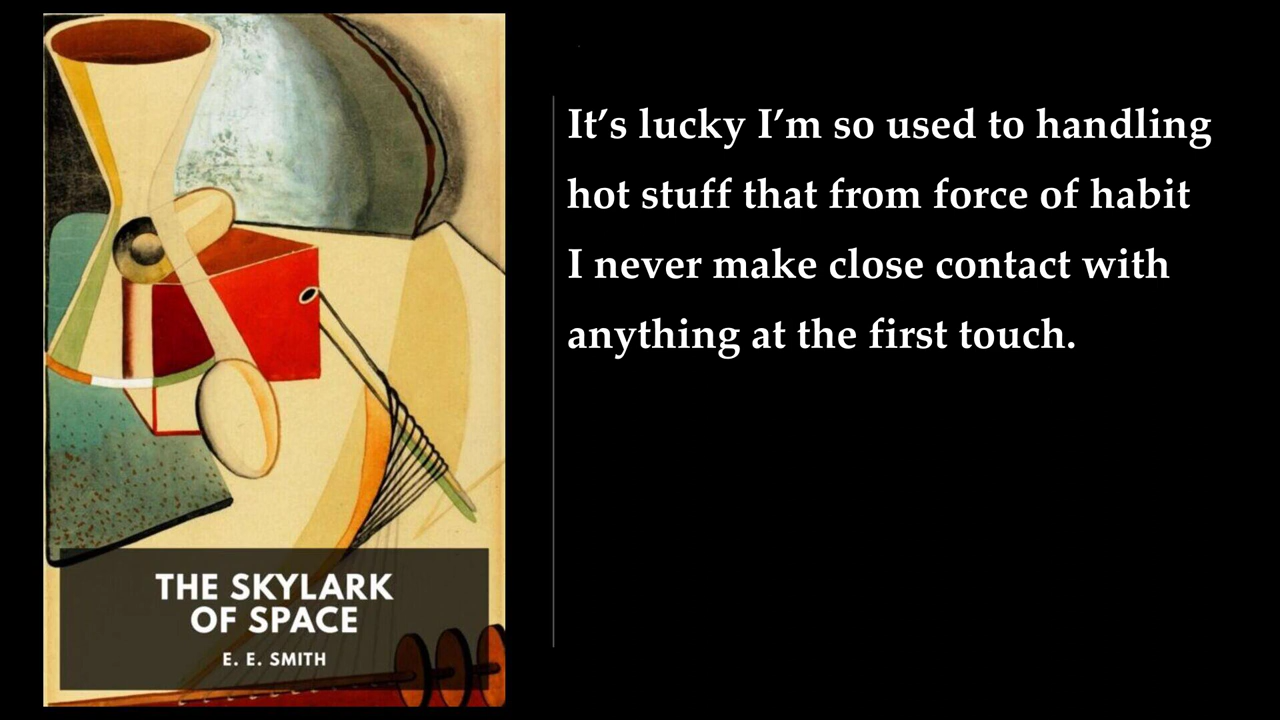 THE SKYLARK
OF SPACE
E. E. SMITH
It’s lucky I’m so used to handling
hot stuff that from force of habit
I never make close contact with
anything at the first touch.